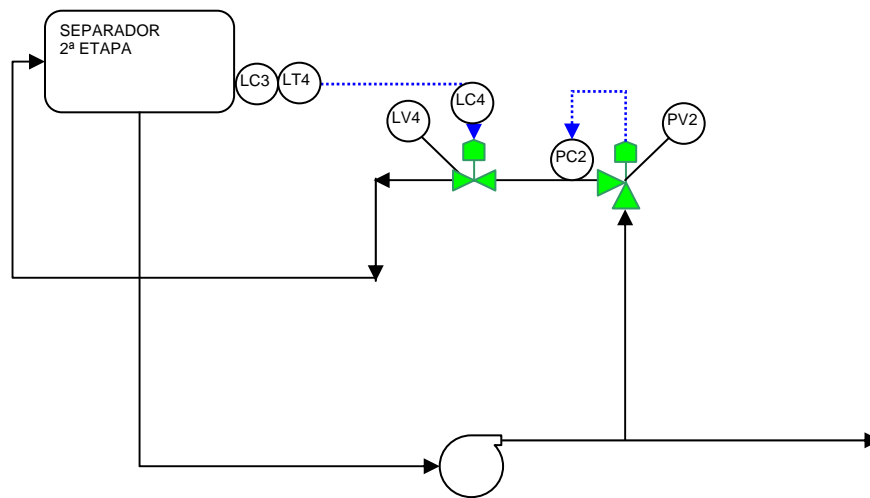 SEPARADOR
2ª ETAPA
LC3
LT4
LC4
LV4
PC2
PV2